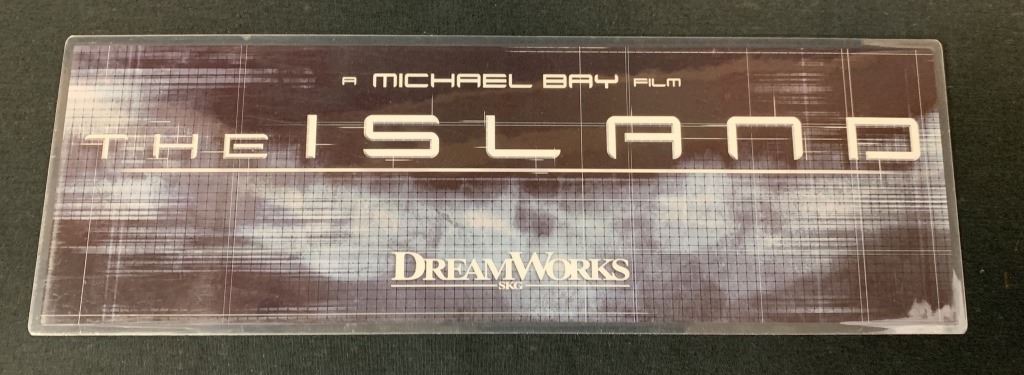 A MICHAEL BAY FILM
THE ISLAND
DREAMWORKS
SKG